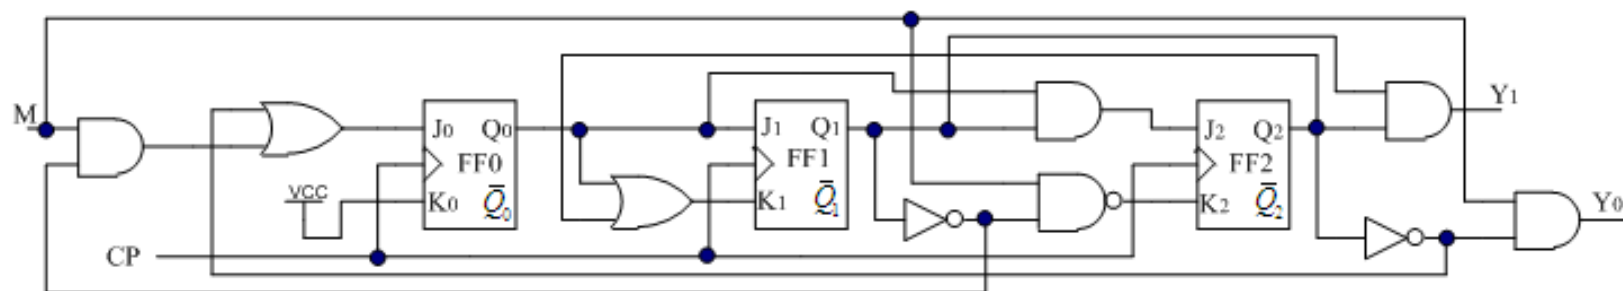 M
J0 Q0
FF0
K0 Q̅0
VCC
CP
J1 Q1
FF1
K1 Q̅1
J2 Q2
FF2
K2 Q̅2
Y1
Y0